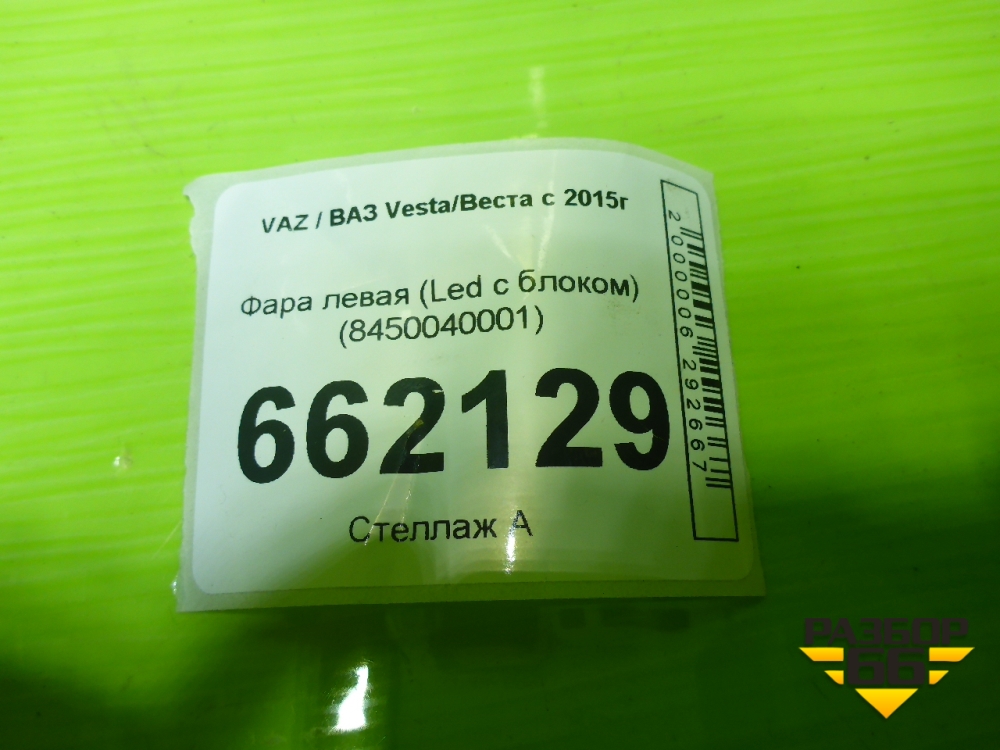 VAZ / ВАЗ Vesta/Веста с 2015г
Фара левая (Led с блоком)
(8450040001)
662129
Стеллаж А
2000006292667
РАЗБОР
66